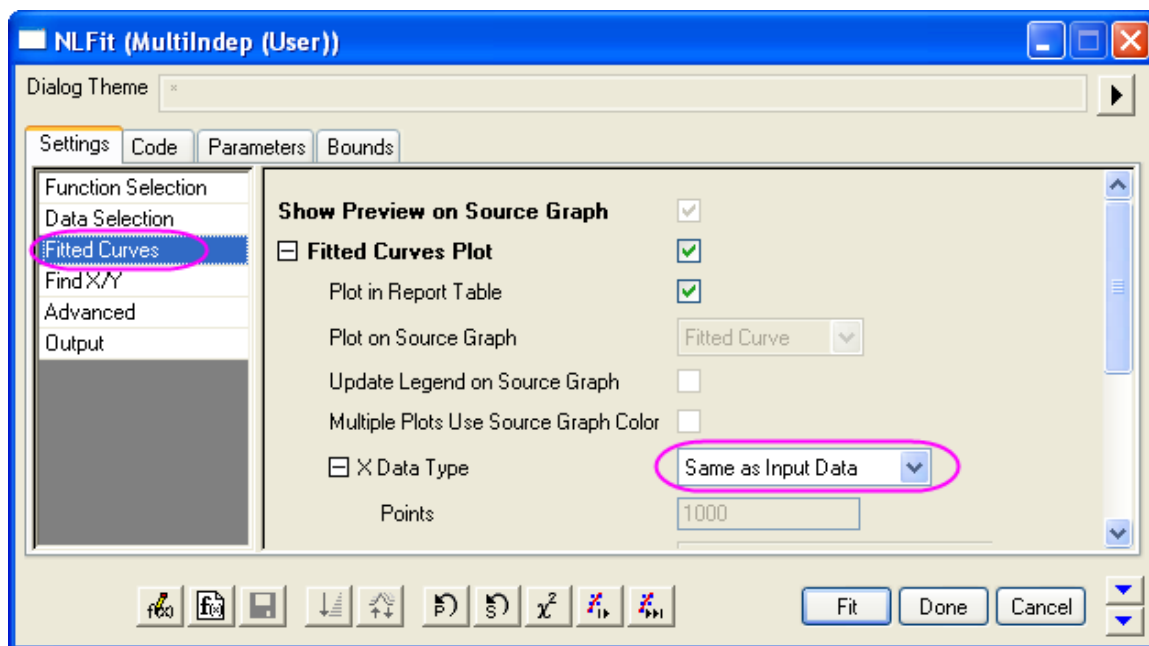 NLFit (MultiIndep (User))
Dialog Theme *
Settings Code Parameters Bounds
Function Selection
Data Selection
Fitted Curves
Find X/Y
Advanced
Output
Show Preview on Source Graph
Fitted Curves Plot
Plot in Report Table
Plot on Source Graph Fitted Curve
Update Legend on Source Graph
Multiple Plots Use Source Graph Color
X Data Type Same as Input Data
Points 1000
Fit Done Cancel